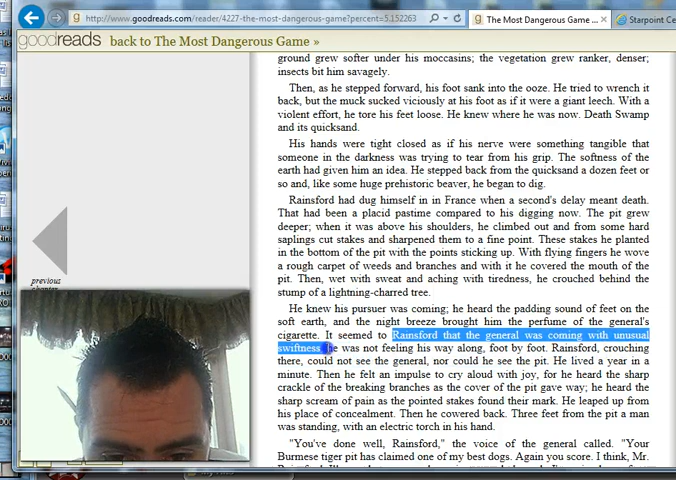 http://www.goodreads.com/reader/4227-the-most-dangerous-game?percent=5.152263
The Most Dangerous Game ...
Starpoint Ce
goodreads back to The Most Dangerous Game »
ground grew softer under his moccasins; the vegetation grew ranker, denser;
insects bit him savagely.
Then, as he stepped forward, his foot sank into the ooze. He tried to wrench it
back, but the muck sucked viciously at his foot as if it were a giant leech. With a
violent effort, he tore his feet loose. He knew where he was now. Death Swamp
and its quicksand.
His hands were tight closed as if his nerve were something tangible that
someone in the darkness was trying to tear from his grip. The softness of the
earth had given him an idea. He stepped back from the quicksand a dozen feet or
so and, like some huge prehistoric beaver, he began to dig.
Rainsford had dug himself in in France when a second's delay meant death.
That had been a placid pastime compared to his digging now. The pit grew
deeper; when it was above his shoulders, he climbed out and from some hard
saplings cut stakes and sharpened them to a fine point. These stakes he planted
in the bottom of the pit with the points sticking up. With flying fingers he wove
a rough carpet of weeds and branches and with it he covered the mouth of the
pit. Then, wet with sweat and aching with tiredness, he crouched behind the
stump of a lightning-charred tree.
previous
He knew his pursuer was coming; he heard the padding sound of feet on the
soft earth, and the night breeze brought him the perfume of the general's
cigarette. It seemed to Rainsford that the general was coming with unusual
swiftness; he was not feeling his way along, foot by foot. Rainsford, crouching
there, could not see the general, nor could he see the pit. He lived a year in a
minute. Then he felt an impulse to cry aloud with joy, for he heard the sharp
crackle of the breaking branches as the cover of the pit gave way; he heard the
sharp scream of pain as the pointed stakes found their mark. He leaped up from
his place of concealment. Then he cowered back. Three feet from the pit a man
was standing, with an electric torch in his hand.
"You've done well, Rainsford," the voice of the general called. "Your
Burmese tiger pit has claimed one of my best dogs. Again you score. I think, Mr.